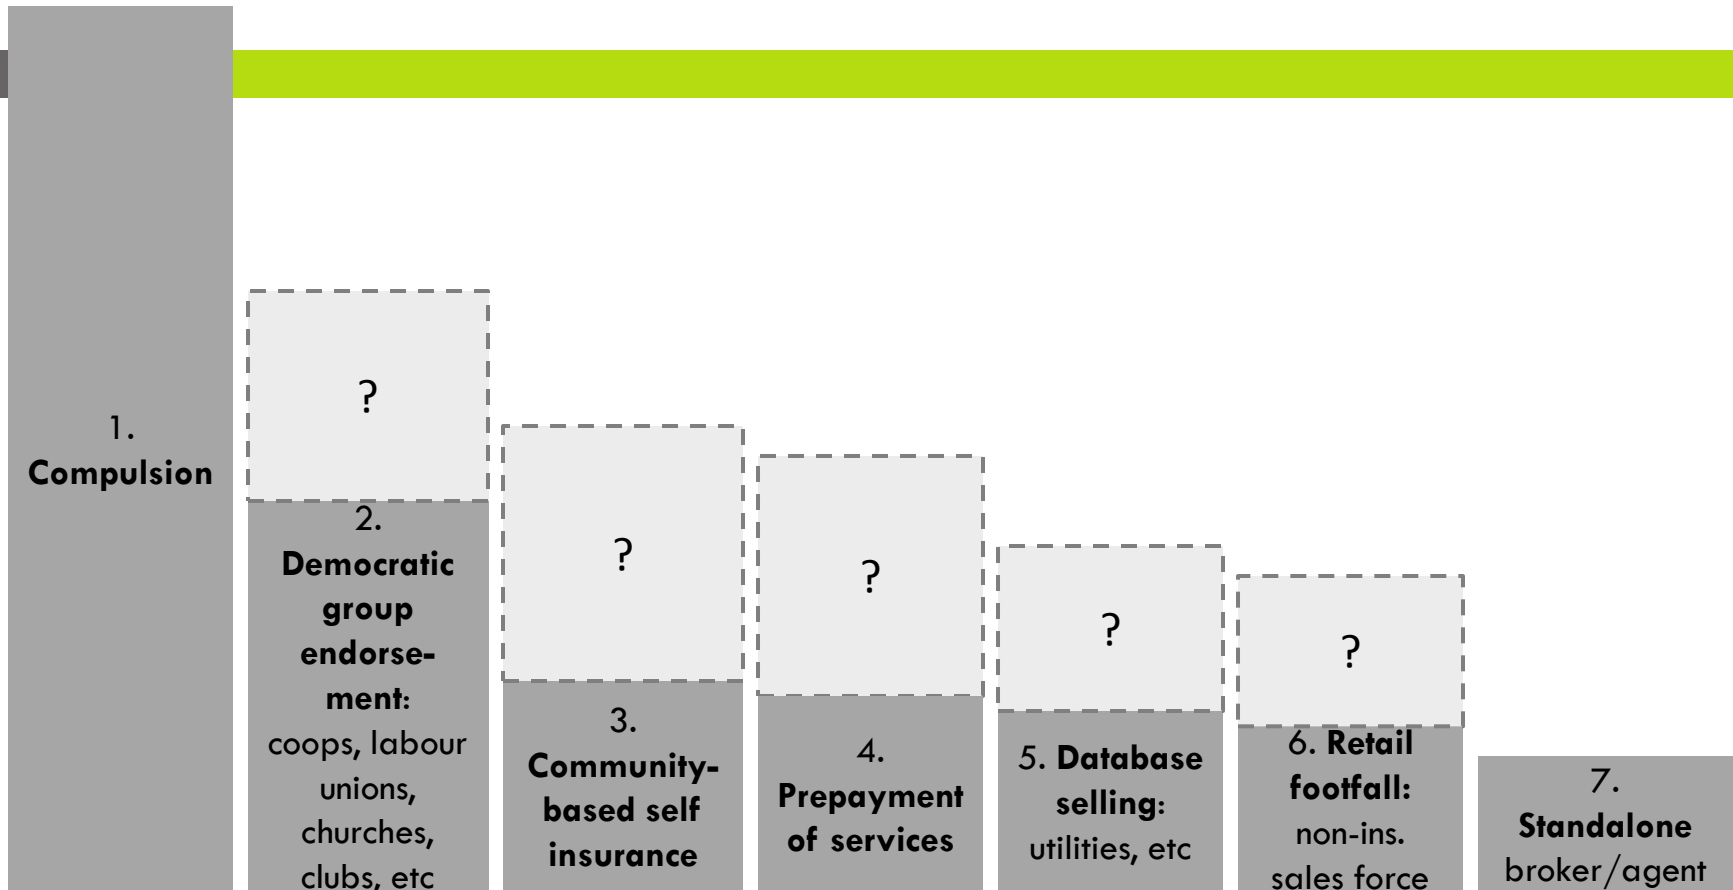 1.
Compulsion
?
2.
Democratic
group
endorse-
ment:
coops, labour
unions,
churches,
clubs, etc
?
3.
Community-
based self
insurance
?
4.
Prepayment
of services
?
5. Database
selling:
utilities, etc
?
6. Retail
footfall:
non-ins.
sales force
7.
Standalone
broker/agent